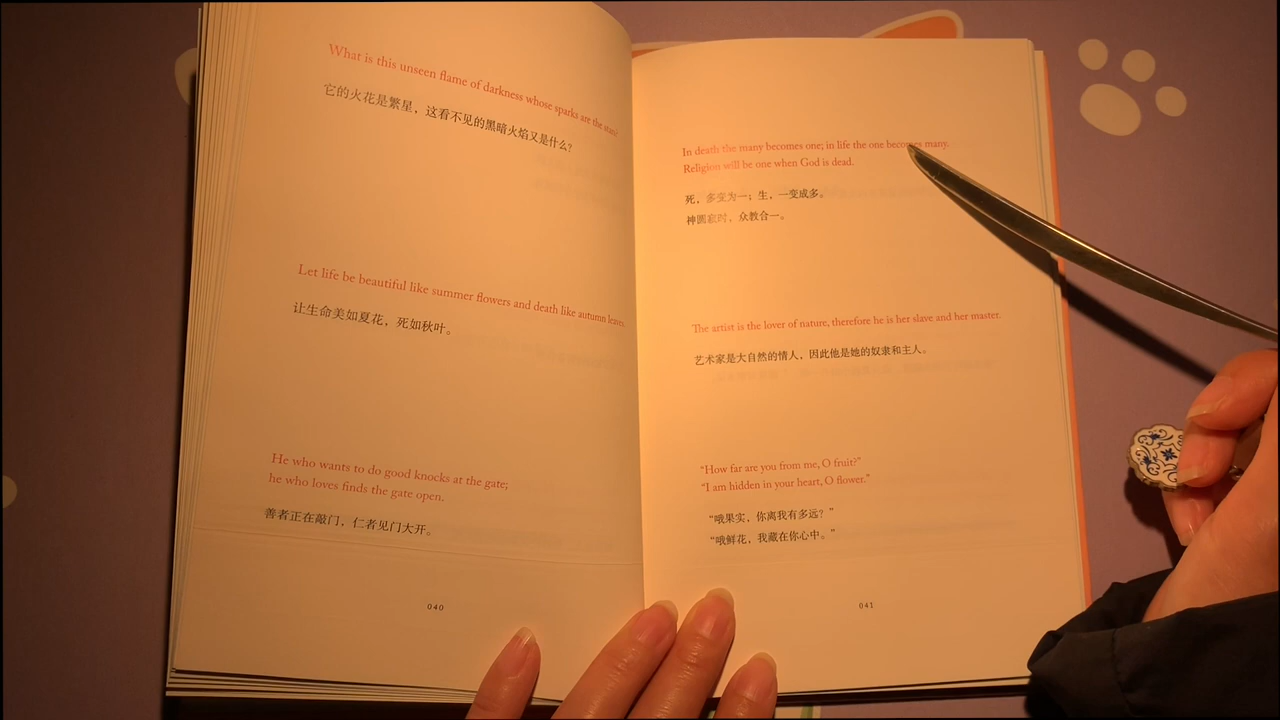 What is this unseen flame of darkness whose sparks are the stars?
它的火花是繁星，这看不见的黑暗火焰又是什么？
Let life be beautiful like summer flowers and death like autumn leaves.
让生命美如夏花，死如秋叶。
He who wants to do good knocks at the gate;
he who loves finds the gate open.
善者正在敲门，仁者见门大开。
040
In death the many becomes one; in life the one becomes many.
Religion will be one when God is dead.
死，多变为一；生，一变成多。
神圆寂时，众教合一。
The artist is the lover of nature, therefore he is her slave and her master.
艺术家是大自然的情人，因此他是她的奴隶和主人。
“How far are you from me, O fruit?”
“I am hidden in your heart, O flower.”
“哦果实，你离我有多远？”
“哦鲜花，我藏在你心中。”
041